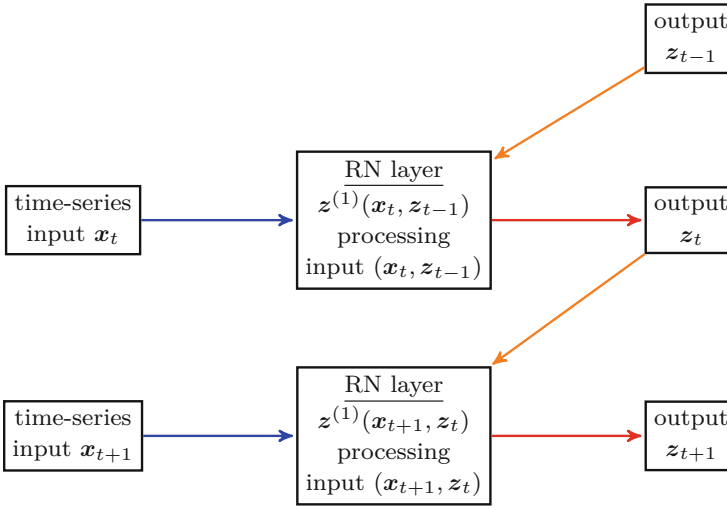 output
z_{t−1}
RN layer
z^{(1)}(x_t, z_{t−1})
processing
input (x_t, z_{t−1})
time-series
input x_t
output
z_t
RN layer
z^{(1)}(x_{t+1}, z_t)
processing
input (x_{t+1}, z_t)
time-series
input x_{t+1}
output
z_{t+1}